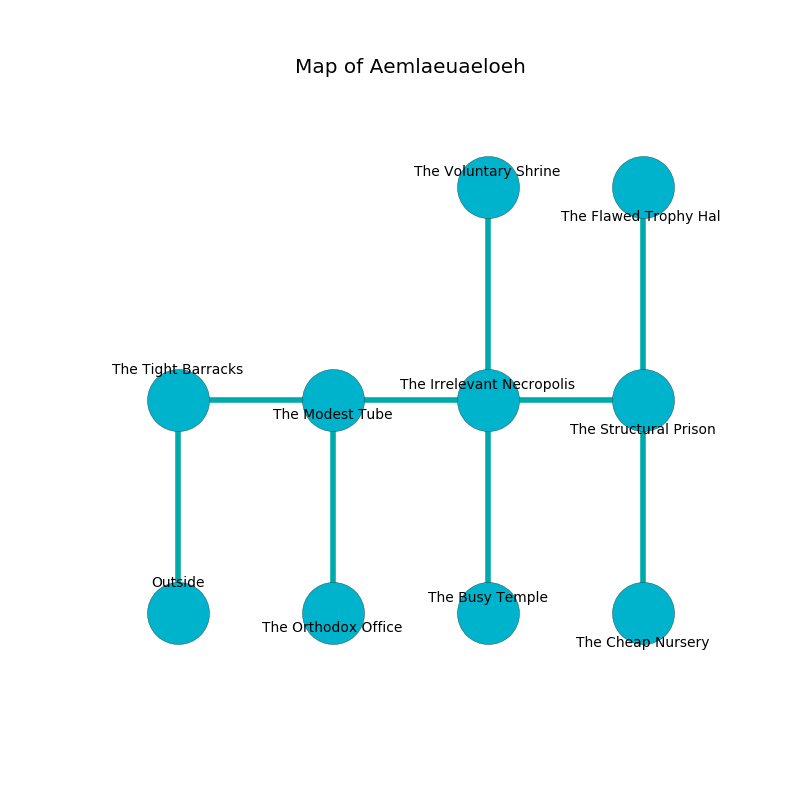 Map of Aemlaeuaeloeh
The Voluntary Shrine
The Flawed Trophy Hal
The Tight Barracks
The Irrelevant Necropolis
The Modest Tube
The Structural Prison
Outside
The Busy Temple
The Orthodox Office
The Cheap Nursery